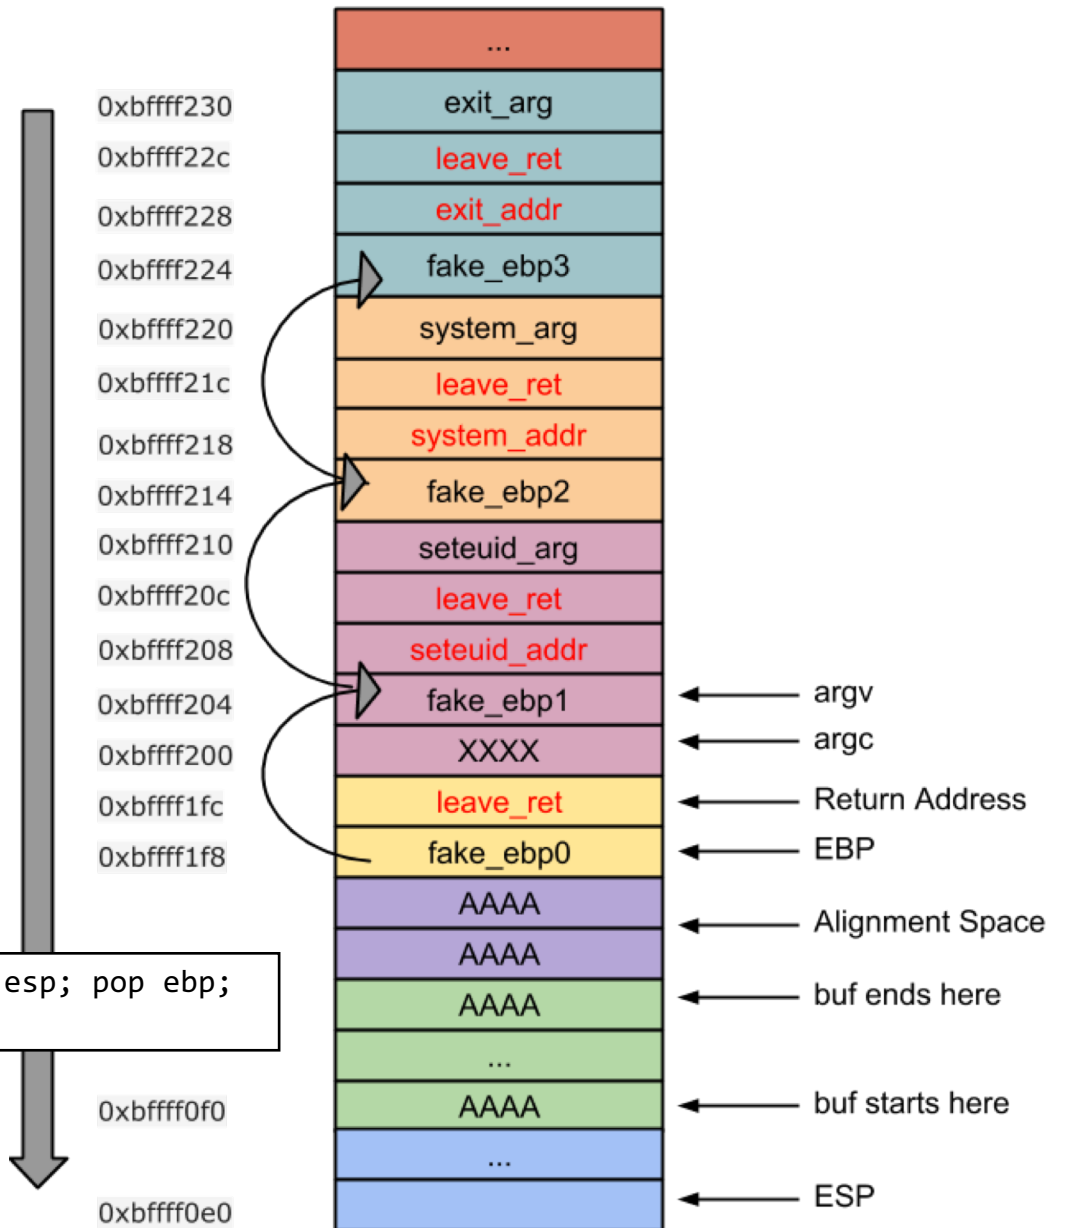 ...
0xbffff230 exit_arg
0xbffff22c leave_ret
0xbffff228 exit_addr
0xbffff224 fake_ebp3
0xbffff220 system_arg
0xbffff21c leave_ret
0xbffff218 system_addr
0xbffff214 fake_ebp2
0xbffff210 seteuid_arg
0xbffff20c leave_ret
0xbffff208 seteuid_addr
0xbffff204 fake_ebp1 argv
0xbffff200 XXXX argc
0xbffff1fc leave_ret Return Address
0xbffff1f8 fake_ebp0 EBP
AAAA
Alignment Space
AAAA
esp; pop ebp;
AAAA buf ends here
...
0xbffff0f0 AAAA buf starts here
...
0xbffff0e0 ESP